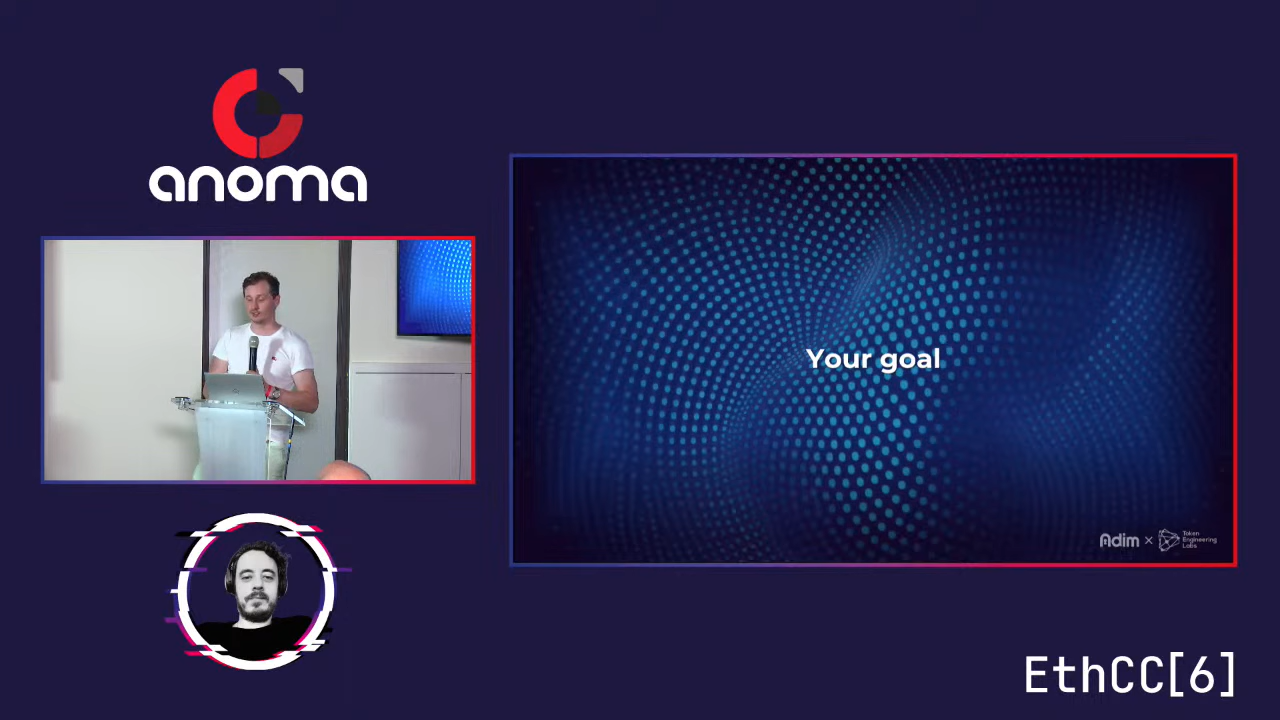 anoma
Your goal
Adim × Token
Engineering
Labs
EthCC[6]